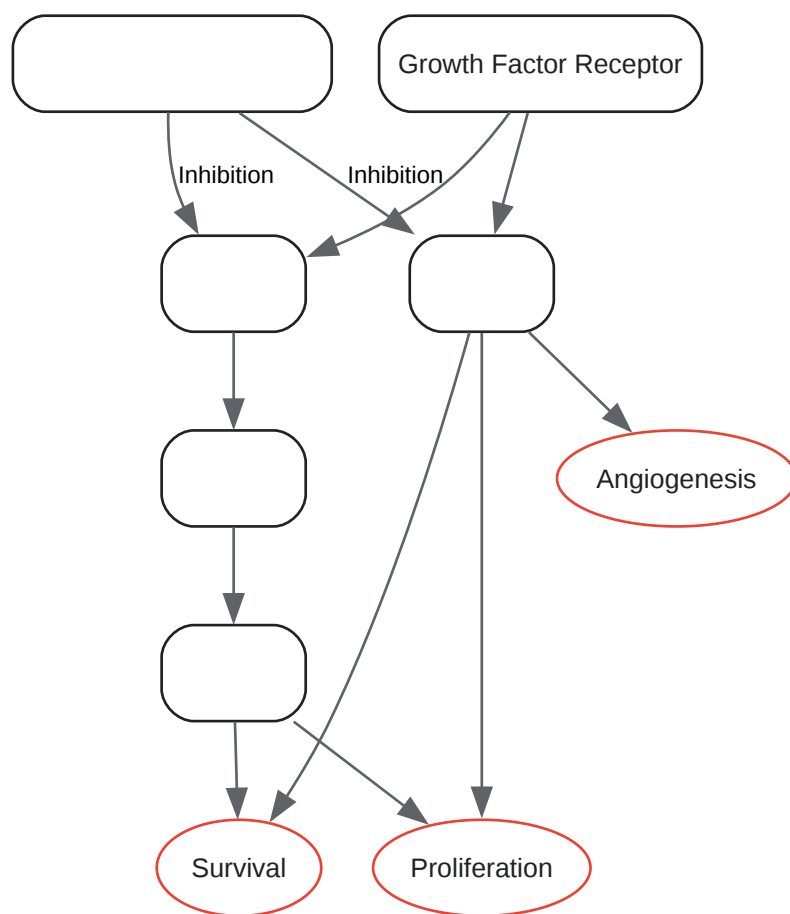 Growth Factor Receptor
Inhibition
Inhibition
Angiogenesis
Survival
Proliferation